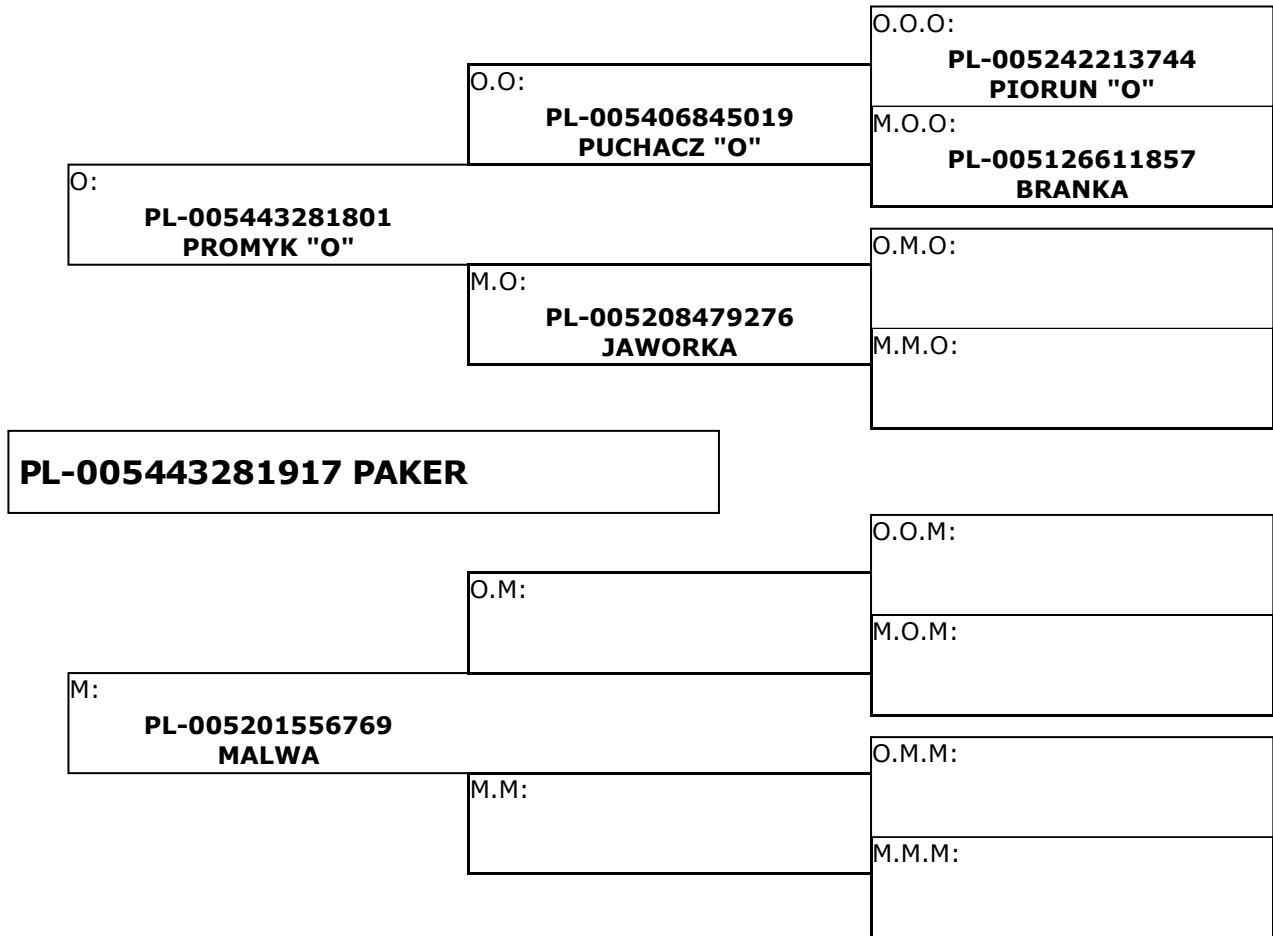 O.O.O:
PL-005242213744
PIORUN "O"
O.O:
PL-005406845019
PUCHACZ "O"
M.O.O:
PL-005126611857
BRANKA
O:
PL-005443281801
PROMYK "O"
O.M.O:
M.O:
PL-005208479276
JAWORKA
M.M.O:
PL-005443281917 PAKER
O.O.M:
O.M:
M.O.M:
M:
PL-005201556769
MALWA
O.M.M:
M.M:
M.M.M: